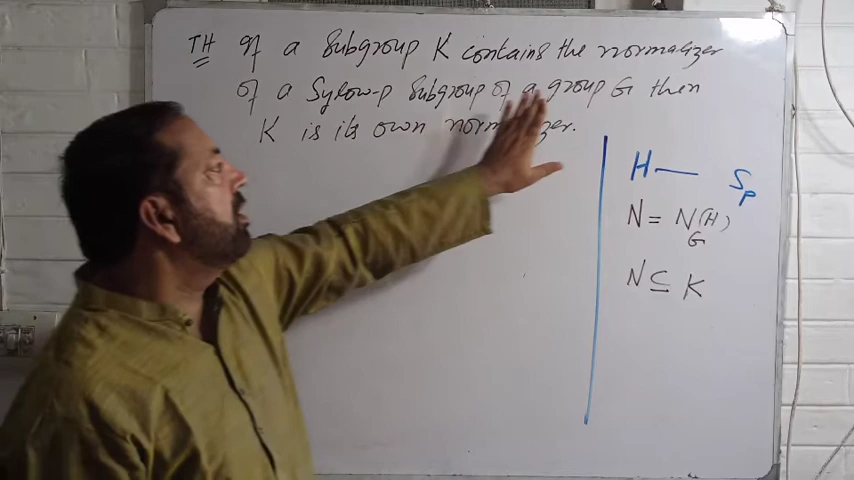 TH If a Subgroup K contains the normalizer
of a Sylow-p Subgroup of a group G then
K is its own normalizer.
H — Sp
N = N(H)
G
N ⊆ K